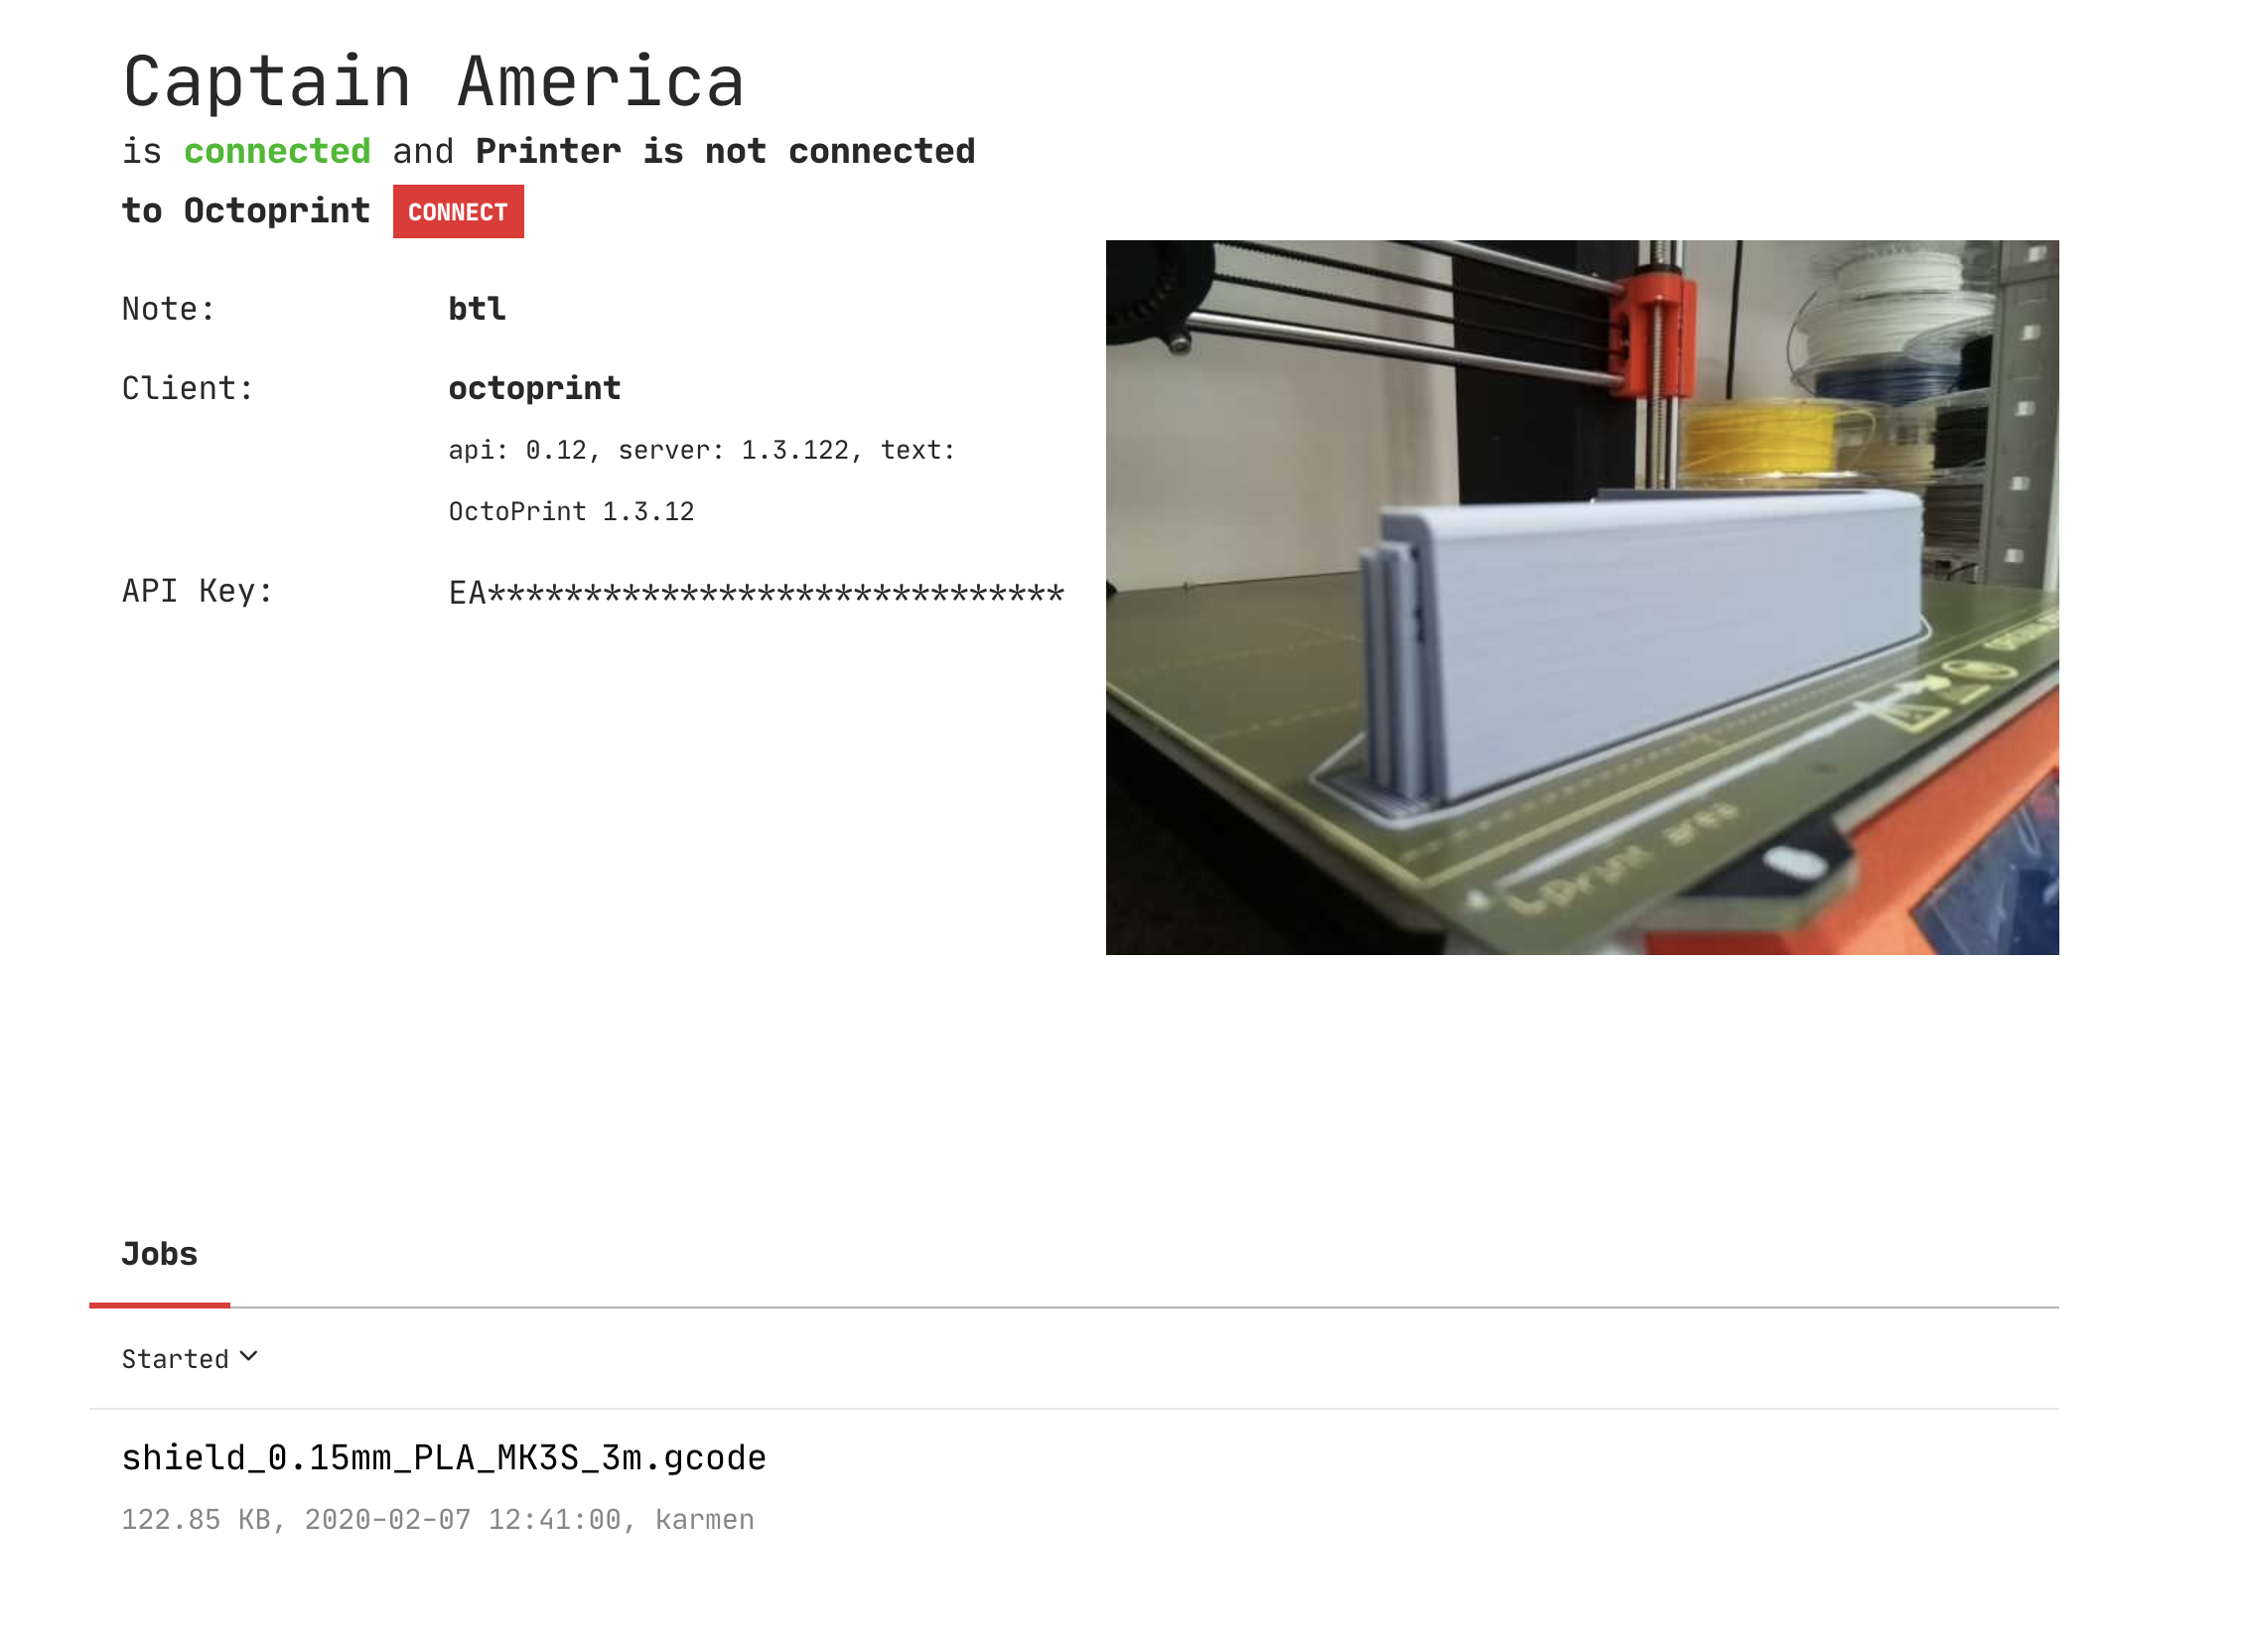 Captain America
is connected and Printer is not connected
to Octoprint CONNECT
Note: btl
Client: octoprint
api: 0.12, server: 1.3.122, text:
OctoPrint 1.3.12
API Key: EA******************************
print area
Jobs
Started
shield_0.15mm_PLA_MK3S_3m.gcode
122.85 KB, 2020-02-07 12:41:00, karmen